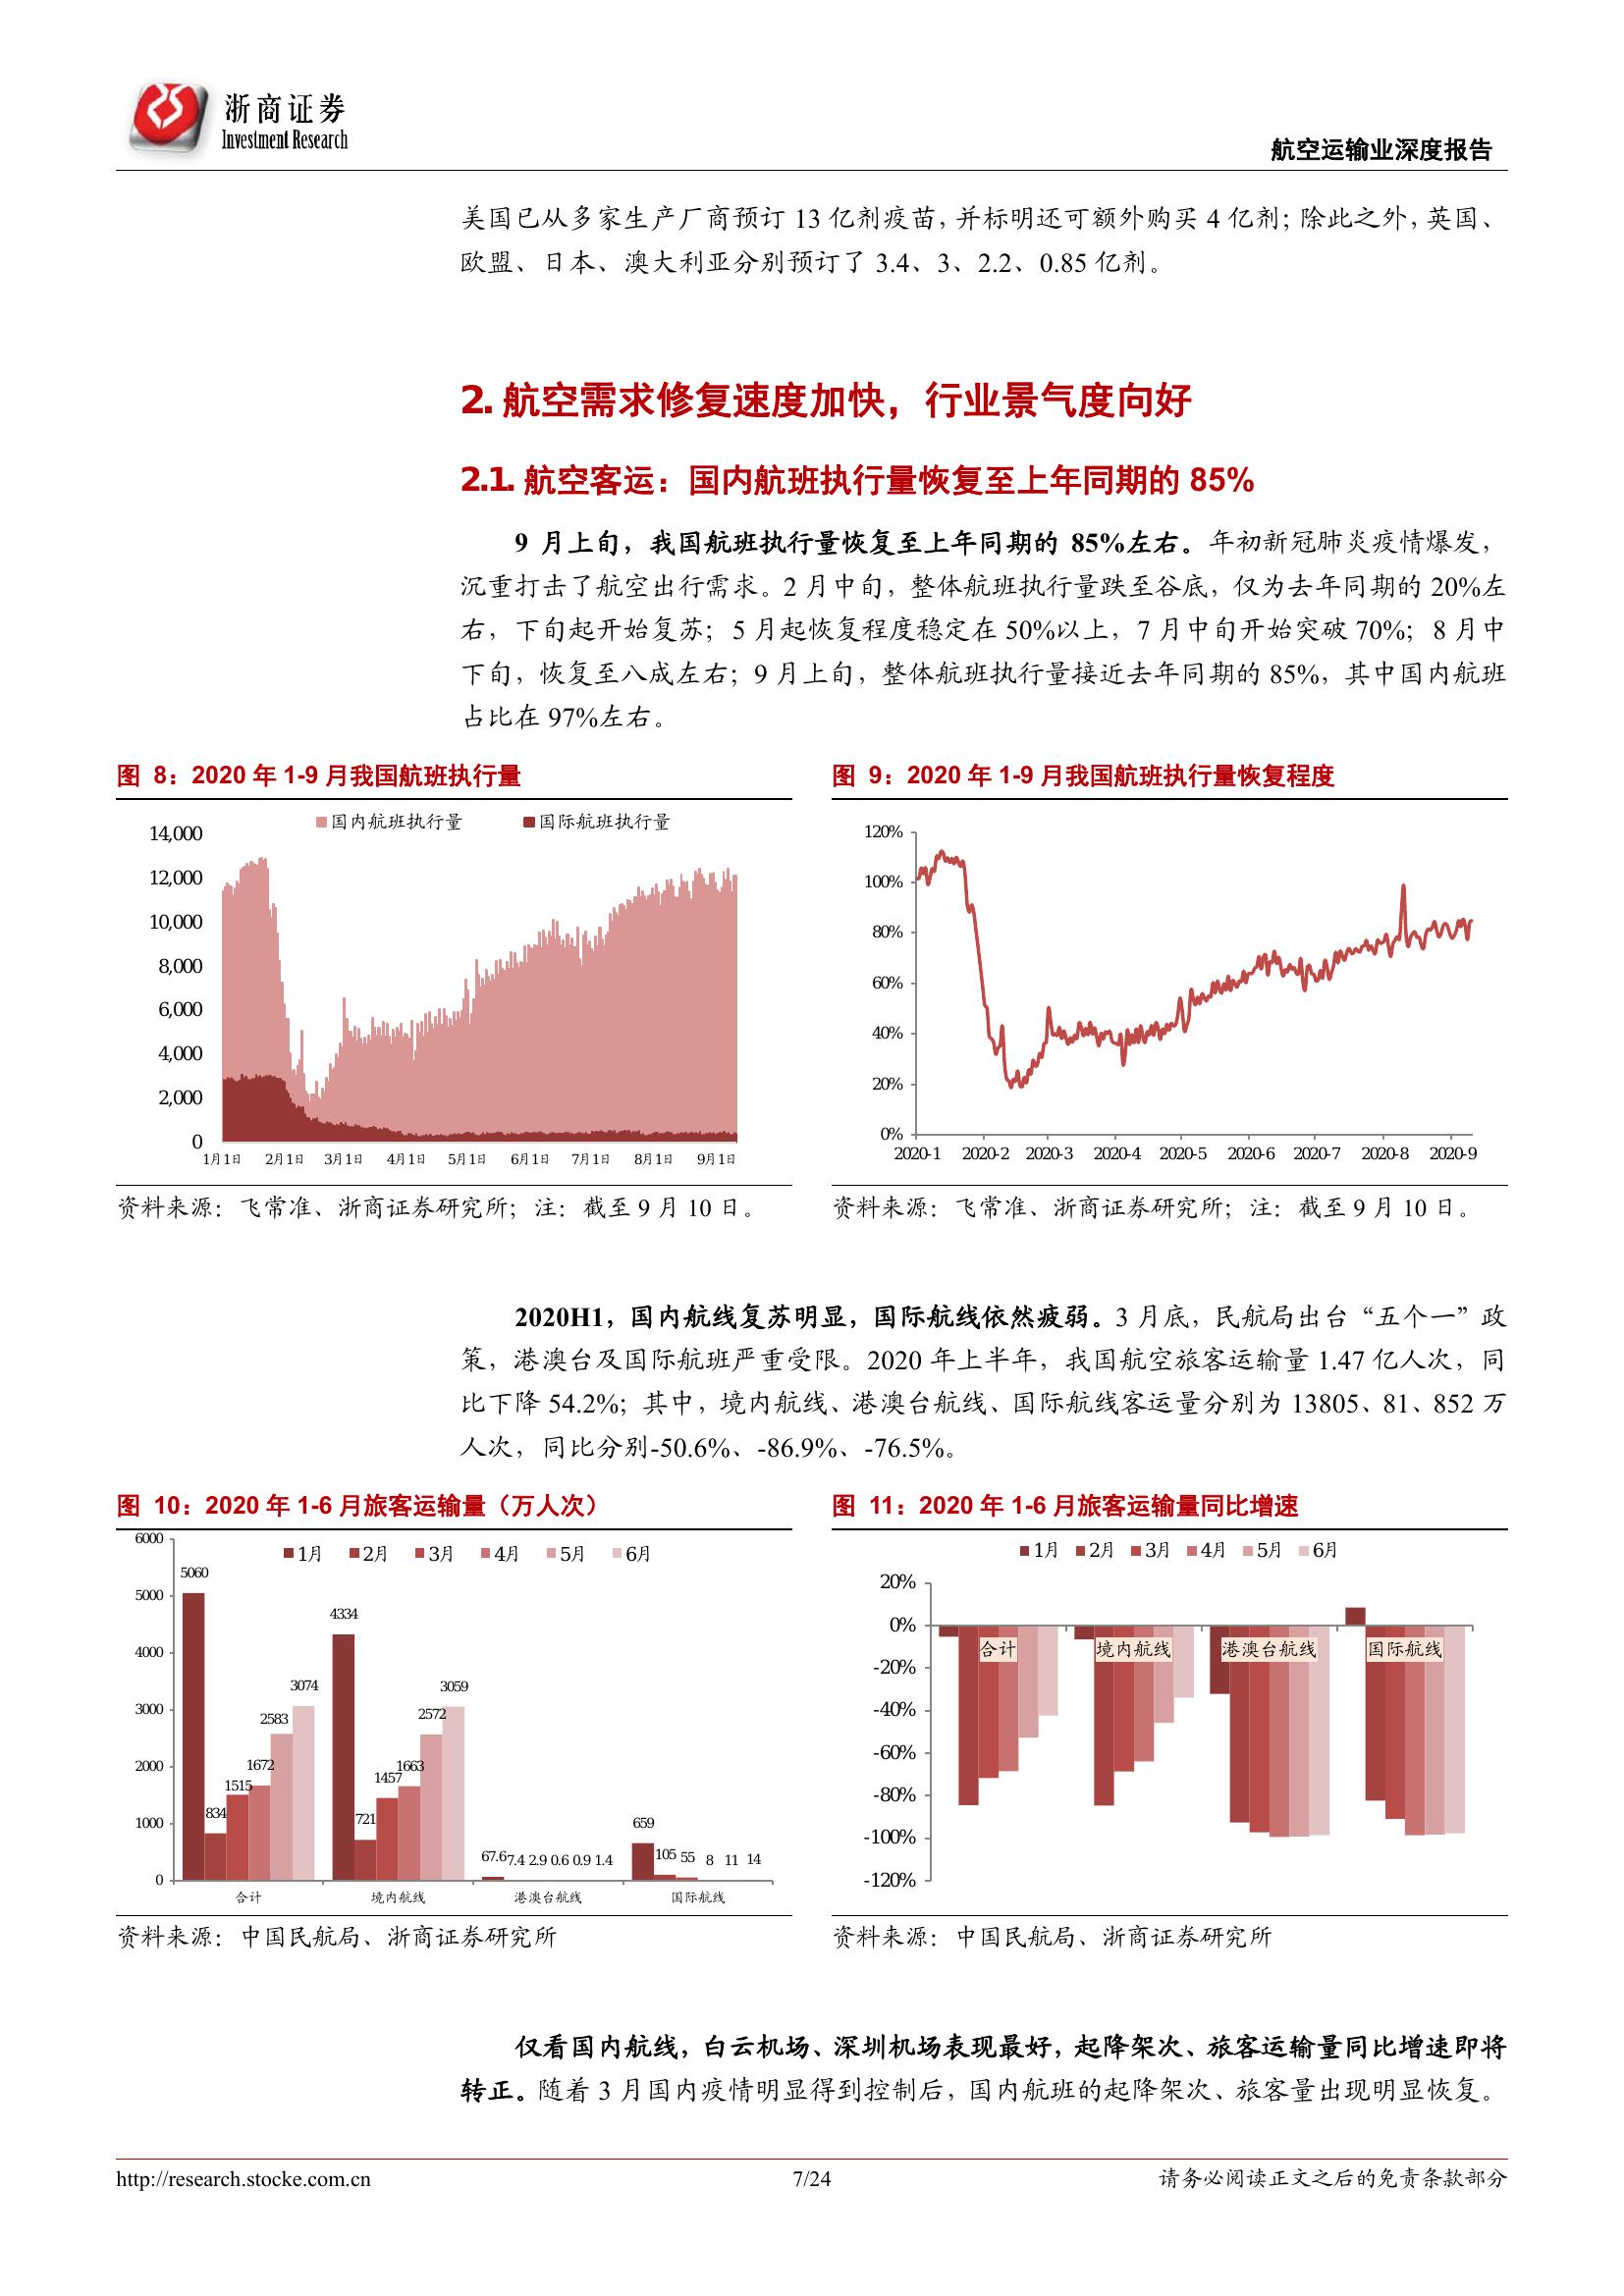 浙商证券
Investment Research
航空运输业深度报告
美国已从多家生产厂商预订 13 亿剂疫苗，并标明还可额外购买 4 亿剂；除此之外，英国、
欧盟、日本、澳大利亚分别预订了 3.4、3、2.2、0.85 亿剂。
2. 航空需求修复速度加快，行业景气度向好
2.1. 航空客运：国内航班执行量恢复至上年同期的 85%
9 月上旬，我国航班执行量恢复至上年同期的 85%左右。年初新冠肺炎疫情爆发，
沉重打击了航空出行需求。2 月中旬，整体航班执行量跌至谷底，仅为去年同期的 20%左
右，下旬起开始复苏；5 月起恢复程度稳定在 50%以上，7 月中旬开始突破 70%；8 月中
下旬，恢复至八成左右；9 月上旬，整体航班执行量接近去年同期的 85%，其中国内航班
占比在 97%左右。
图 8：2020 年 1-9 月我国航班执行量
国内航班执行量 国际航班执行量
14,000
12,000
10,000
8,000
6,000
4,000
2,000
0
1月1日 2月1日 3月1日 4月1日 5月1日 6月1日 7月1日 8月1日 9月1日
资料来源：飞常准、浙商证券研究所；注：截至 9 月 10 日。
图 9：2020 年 1-9 月我国航班执行量恢复程度
120%
100%
80%
60%
40%
20%
0%
2020-1 2020-2 2020-3 2020-4 2020-5 2020-6 2020-7 2020-8 2020-9
资料来源：飞常准、浙商证券研究所；注：截至 9 月 10 日。
2020H1，国内航线复苏明显，国际航线依然疲弱。3 月底，民航局出台“五个一”政
策，港澳台及国际航班严重受限。2020 年上半年，我国航空旅客运输量 1.47 亿人次，同
比下降 54.2%；其中，境内航线、港澳台航线、国际航线客运量分别为 13805、81、852 万
人次，同比分别-50.6%、-86.9%、-76.5%。
图 10：2020 年 1-6 月旅客运输量（万人次）
1月 2月 3月 4月 5月 6月
6000
5000
4000
3000
2000
1000
0
5060 834 1515 1672 2583 3074
4334 721 1457 1663 2572 3059
67.6 7.4 2.9 0.6 0.9 1.4
659 105 55 8 11 14
合计 境内航线 港澳台航线 国际航线
资料来源：中国民航局、浙商证券研究所
图 11：2020 年 1-6 月旅客运输量同比增速
1月 2月 3月 4月 5月 6月
20%
0%
-20%
-40%
-60%
-80%
-100%
-120%
合计 境内航线 港澳台航线 国际航线
资料来源：中国民航局、浙商证券研究所
仅看国内航线，白云机场、深圳机场表现最好，起降架次、旅客运输量同比增速即将
转正。随着 3 月国内疫情明显得到控制后，国内航班的起降架次、旅客量出现明显恢复。
http://research.stocke.com.cn 7/24 请务必阅读正文之后的免责条款部分